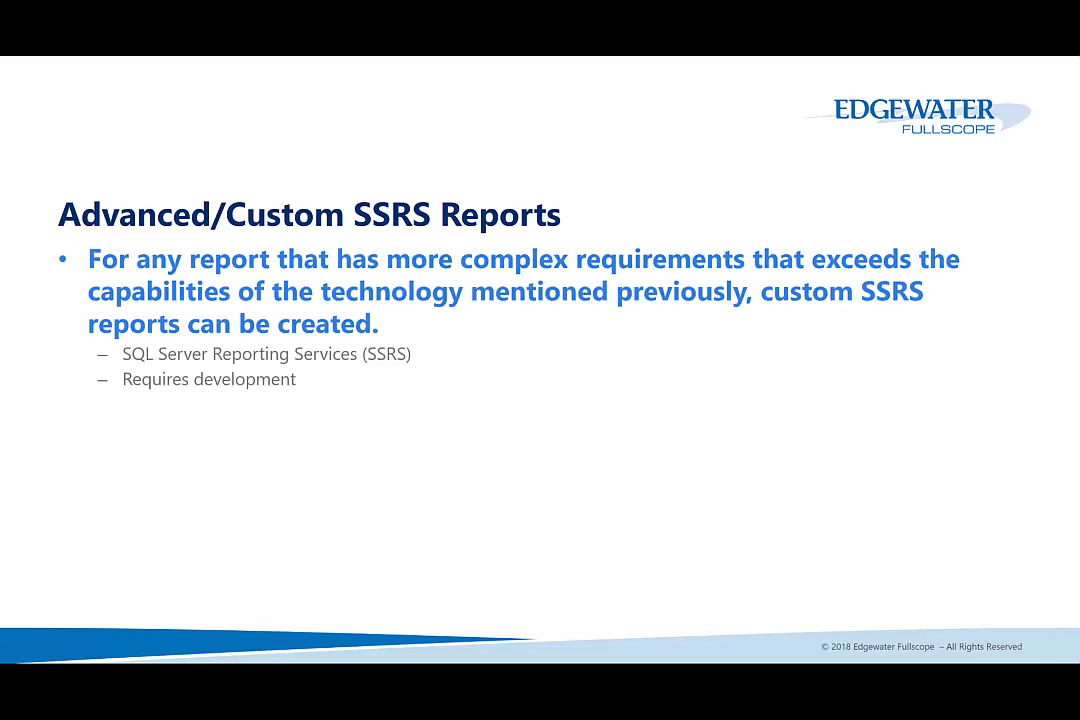 EDGEWATER
FULLSCOPE
Advanced/Custom SSRS Reports
• For any report that has more complex requirements that exceeds the
capabilities of the technology mentioned previously, custom SSRS
reports can be created.
– SQL Server Reporting Services (SSRS)
– Requires development
© 2018 Edgewater Fullscope – All Rights Reserved